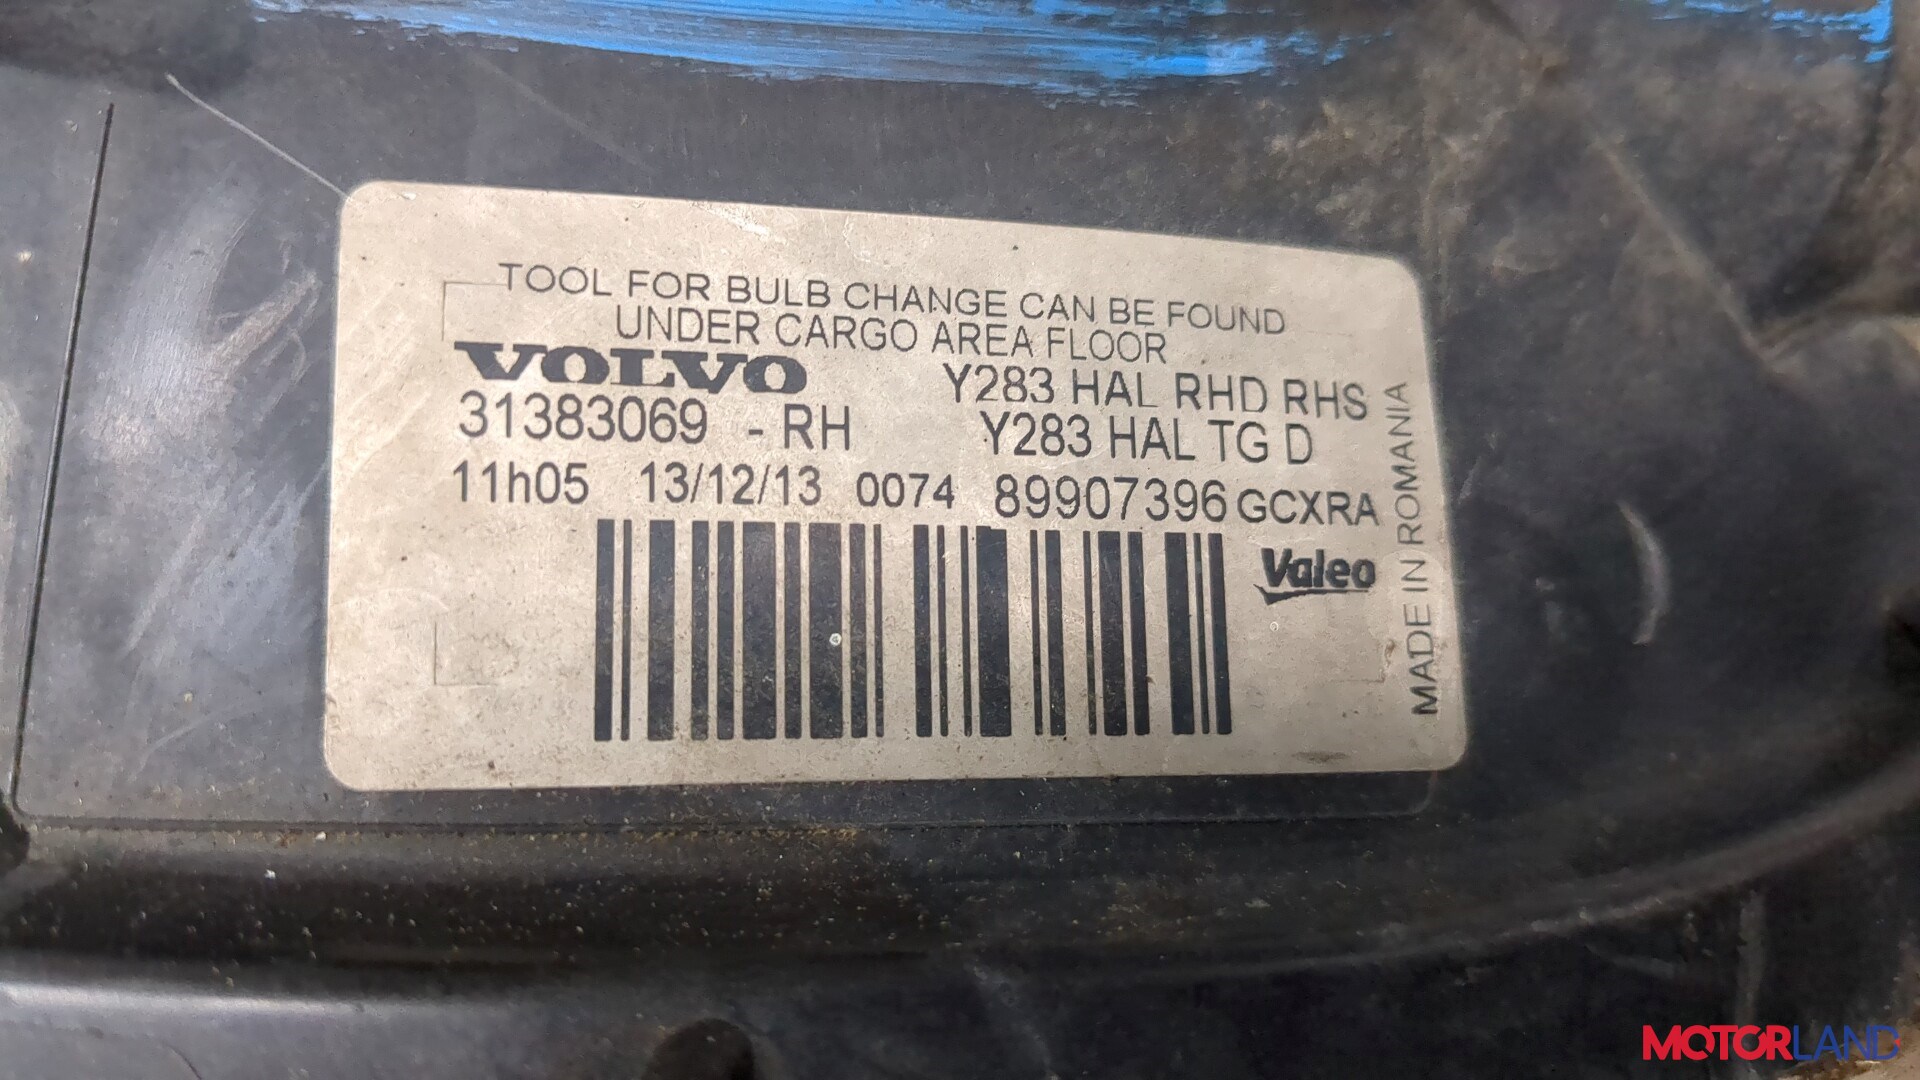 TOOL FOR BULB CHANGE CAN BE FOUND
UNDER CARGO AREA FLOOR
VOLVO Y283 HAL RHD RHS
31383069 - RH Y283 HAL TG D
11h05 13/12/13 0074 89907396 GCXRA
Valeo
MADE IN ROMANIA
MOTORLAND